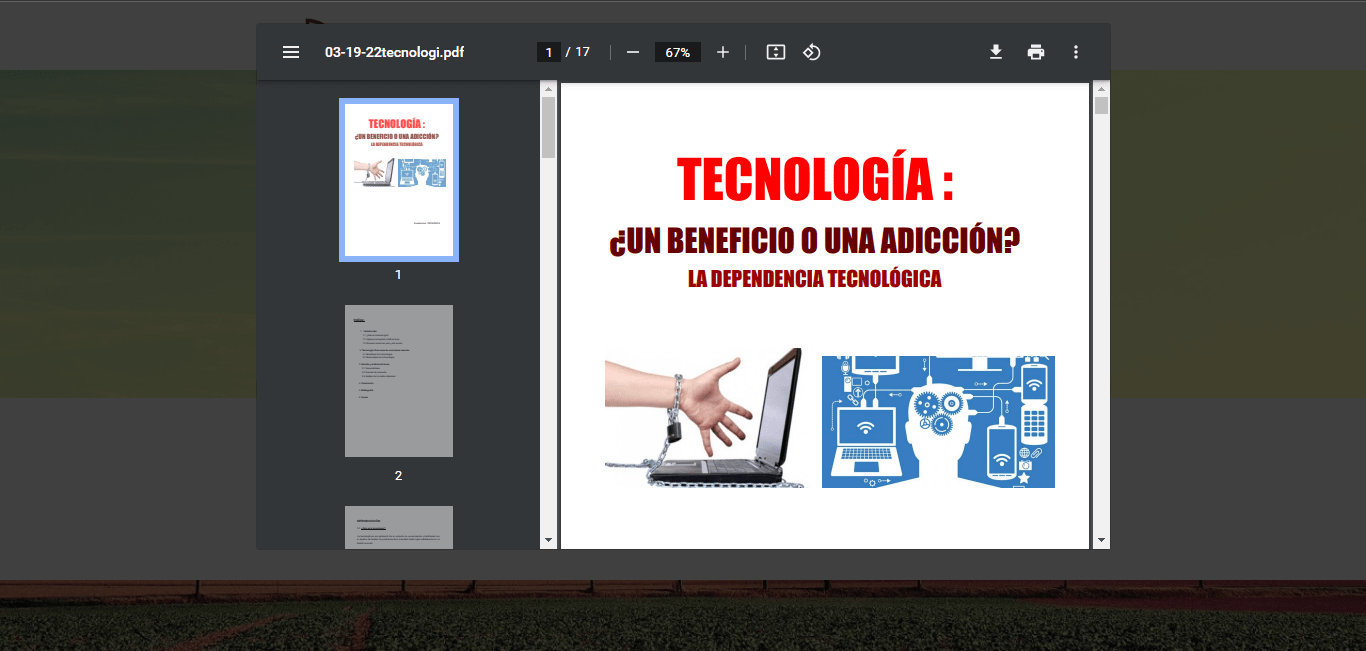 03-19-22tecnologi.pdf
1 / 17
67%
TECNOLOGÍA :
¿UN BENEFICIO O UNA ADICCIÓN?
LA DEPENDENCIA TECNOLÓGICA
1
2
TECNOLOGÍA :
¿UN BENEFICIO O UNA ADICCIÓN?
LA DEPENDENCIA TECNOLÓGICA